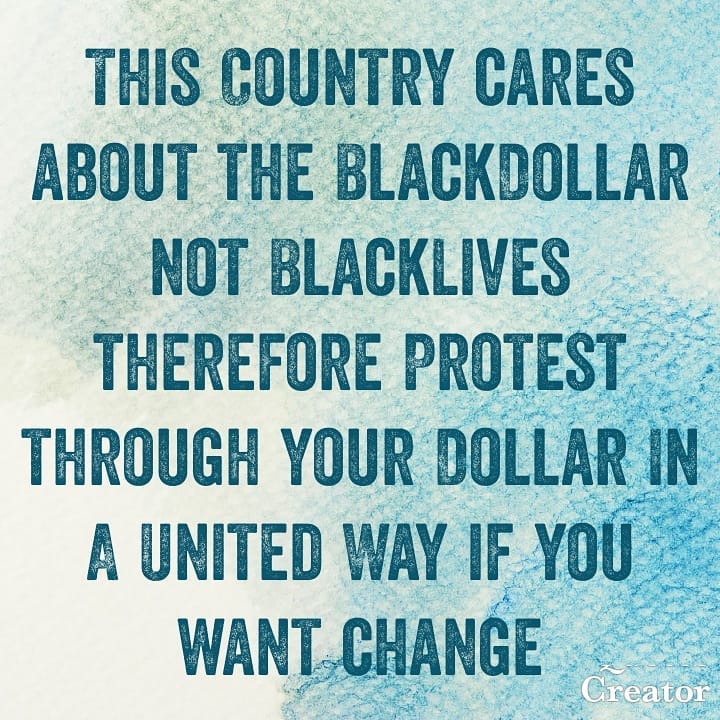 THIS COUNTRY CARES
ABOUT THE BLACKDOLLAR
NOT BLACKLIVES
THEREFORE PROTEST
THROUGH YOUR DOLLAR IN
A UNITED WAY IF YOU
WANT CHANGE
Creator